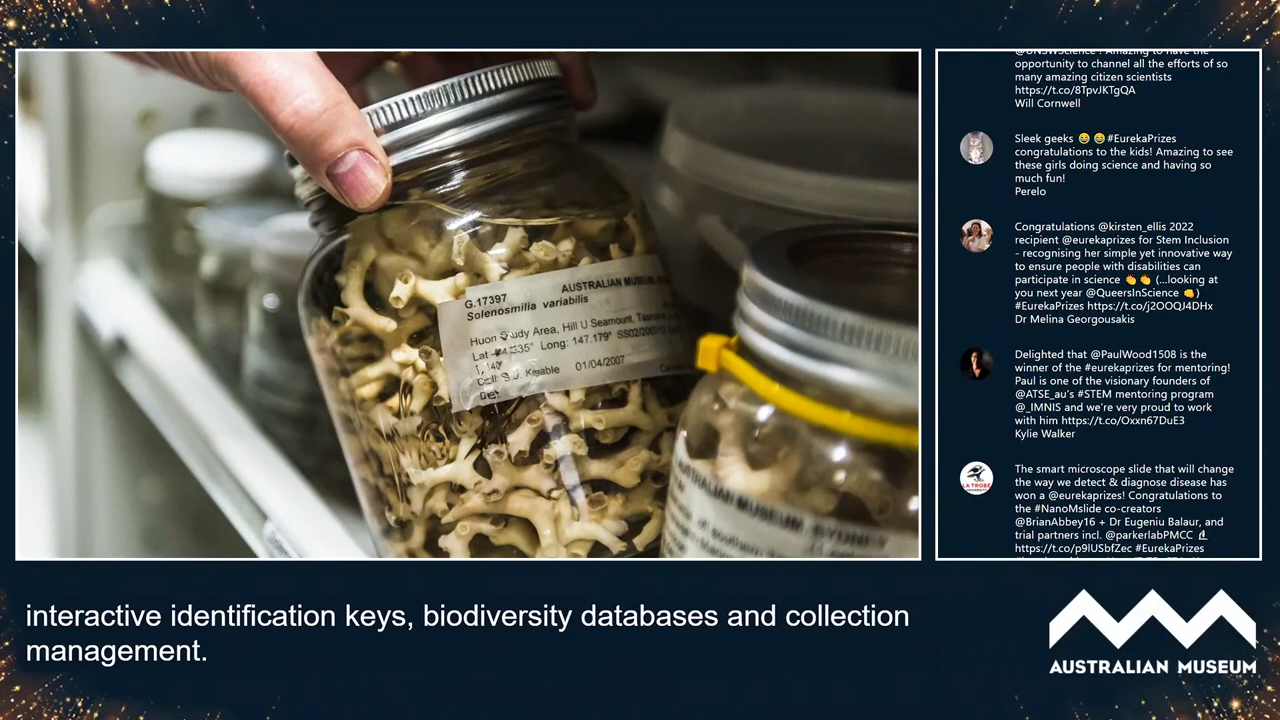 AUSTRALIAN MUSEUM
G.17397
Solenosmilia variabilis
Huon Study Area, Hill U Seamount,
Lat Long: 147.179° SS02/2007/
Coll: S.J. Keable 01/04/2007
AUSTRALIAN MUSEUM, SYDNEY
of southern
opportunity to channel all the efforts of so
many amazing citizen scientists
https://t.co/8TpvJKTgQA
Will Cornwell
Sleek geeks 😂 😂 #EurekaPrizes
congratulations to the kids! Amazing to see
these girls doing science and having so
much fun!
Perelo
Congratulations @kirsten_ellis 2022
recipient @eurekaprizes for Stem Inclusion
- recognising her simple yet innovative way
to ensure people with disabilities can
participate in science 👏 👏 (...looking at
you next year @QueersInScience 👊)
#EurekaPrizes https://t.co/j2OOQJ4DHx
Dr Melina Georgousakis
Delighted that @PaulWood1508 is the
winner of the #eurekaprizes for mentoring!
Paul is one of the visionary founders of
@ATSE_au's #STEM mentoring program
@_IMNIS and we're very proud to work
with him https://t.co/Oxxn67DuE3
Kylie Walker
LA TROBE
The smart microscope slide that will change
the way we detect & diagnose disease has
won a @eurekaprizes! Congratulations to
the #NanoMslide co-creators
@BrianAbbey16 + Dr Eugeniu Balaur, and
trial partners incl. @parkerlabPMCC 🔬
https://t.co/p9lUSbfZec #EurekaPrizes
interactive identification keys, biodiversity databases and collection
management.
AUSTRALIAN MUSEUM